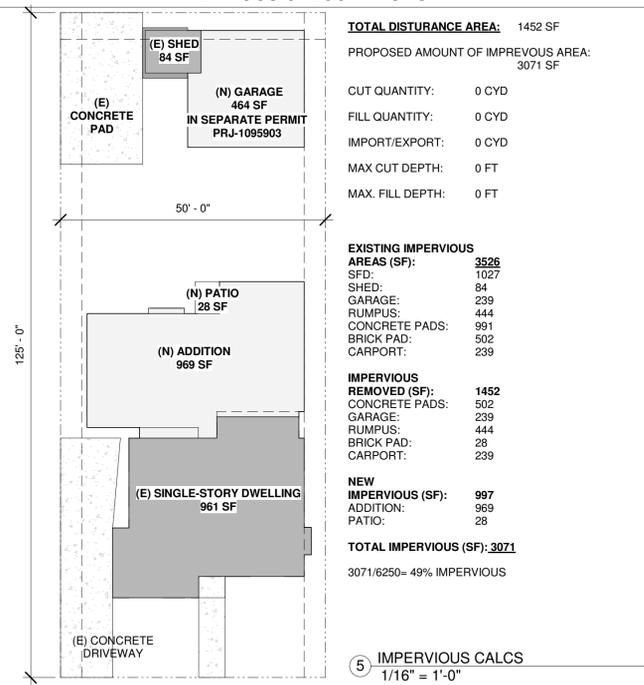 (E) SHED
84 SF
(E)
CONCRETE
PAD
(N) GARAGE
464 SF
IN SEPARATE PERMIT
PRJ-1095903
50' - 0"
125' - 0"
(N) PATIO
28 SF
(N) ADDITION
969 SF
(E) SINGLE-STORY DWELLING
961 SF
(E) CONCRETE
DRIVEWAY
TOTAL DISTURANCE AREA: 1452 SF
PROPOSED AMOUNT OF IMPREVOUS AREA:
3071 SF
CUT QUANTITY: 0 CYD
FILL QUANTITY: 0 CYD
IMPORT/EXPORT: 0 CYD
MAX CUT DEPTH: 0 FT
MAX. FILL DEPTH: 0 FT
EXISTING IMPERVIOUS
AREAS (SF): 3526
SFD: 1027
SHED: 84
GARAGE: 239
RUMPUS: 444
CONCRETE PADS: 991
BRICK PAD: 502
CARPORT: 239
IMPERVIOUS
REMOVED (SF): 1452
CONCRETE PADS: 502
GARAGE: 239
RUMPUS: 444
BRICK PAD: 28
CARPORT: 239
NEW
IMPERVIOUS (SF): 997
ADDITION: 969
PATIO: 28
TOTAL IMPERVIOUS (SF): 3071
3071/6250= 49% IMPERVIOUS
5 IMPERVIOUS CALCS
1/16" = 1'-0"